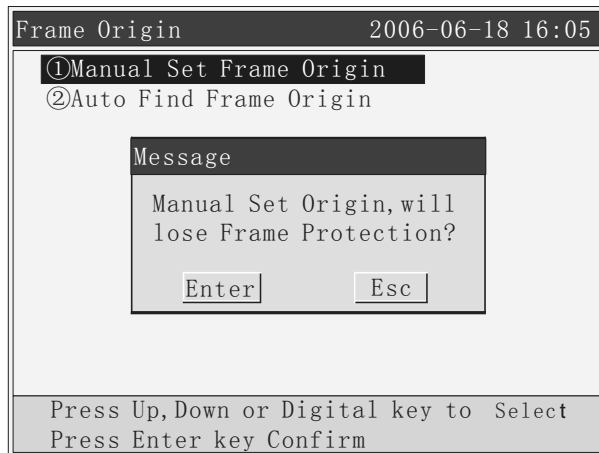 Frame Origin 2006-06-18 16:05
①Manual Set Frame Origin
②Auto Find Frame Origin
Message
Manual Set Origin,will
lose Frame Protection?
Enter Esc
Press Up,Down or Digital key to Select
Press Enter key Confirm